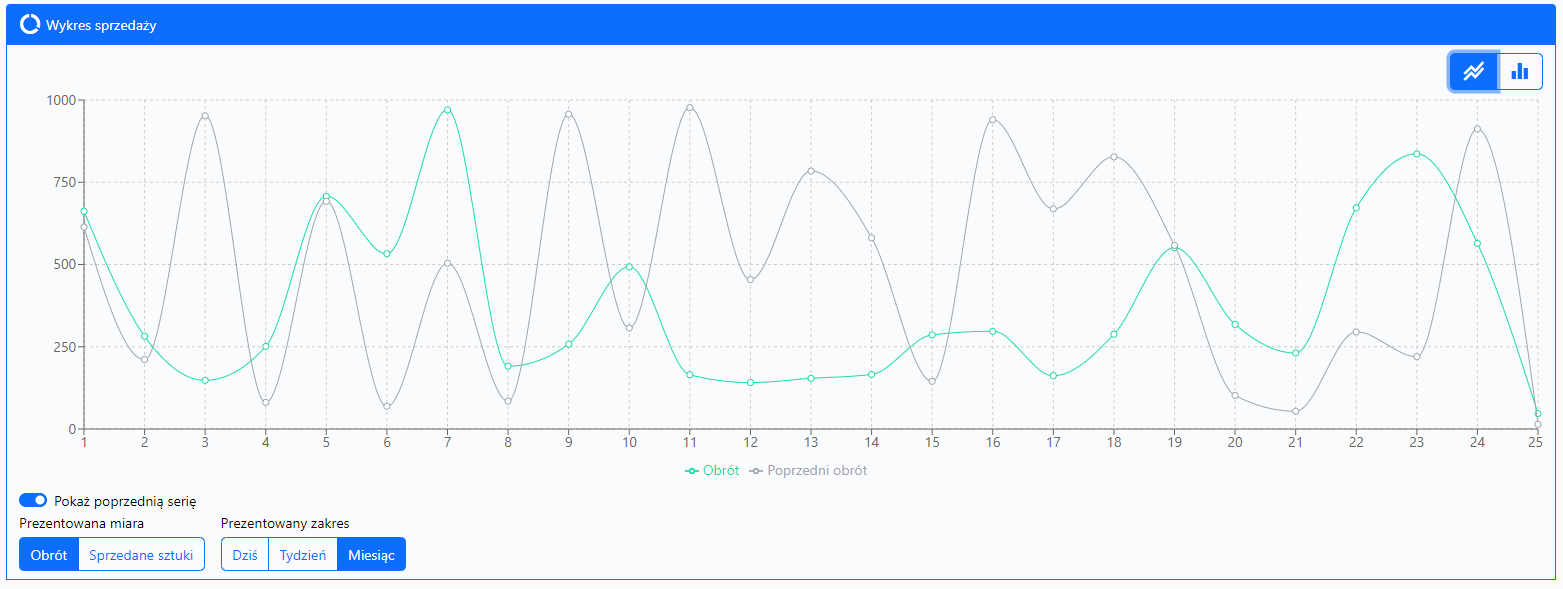 Wykres sprzedaży
1000
750
500
250
0
1 2 3 4 5 6 7 8 9 10 11 12 13 14 15 16 17 18 19 20 21 22 23 24 25
Obrót Poprzedni obrót
Pokaż poprzednią serię
Prezentowana miara Prezentowany zakres
Obrót Sprzedane sztuki Dziś Tydzień Miesiąc